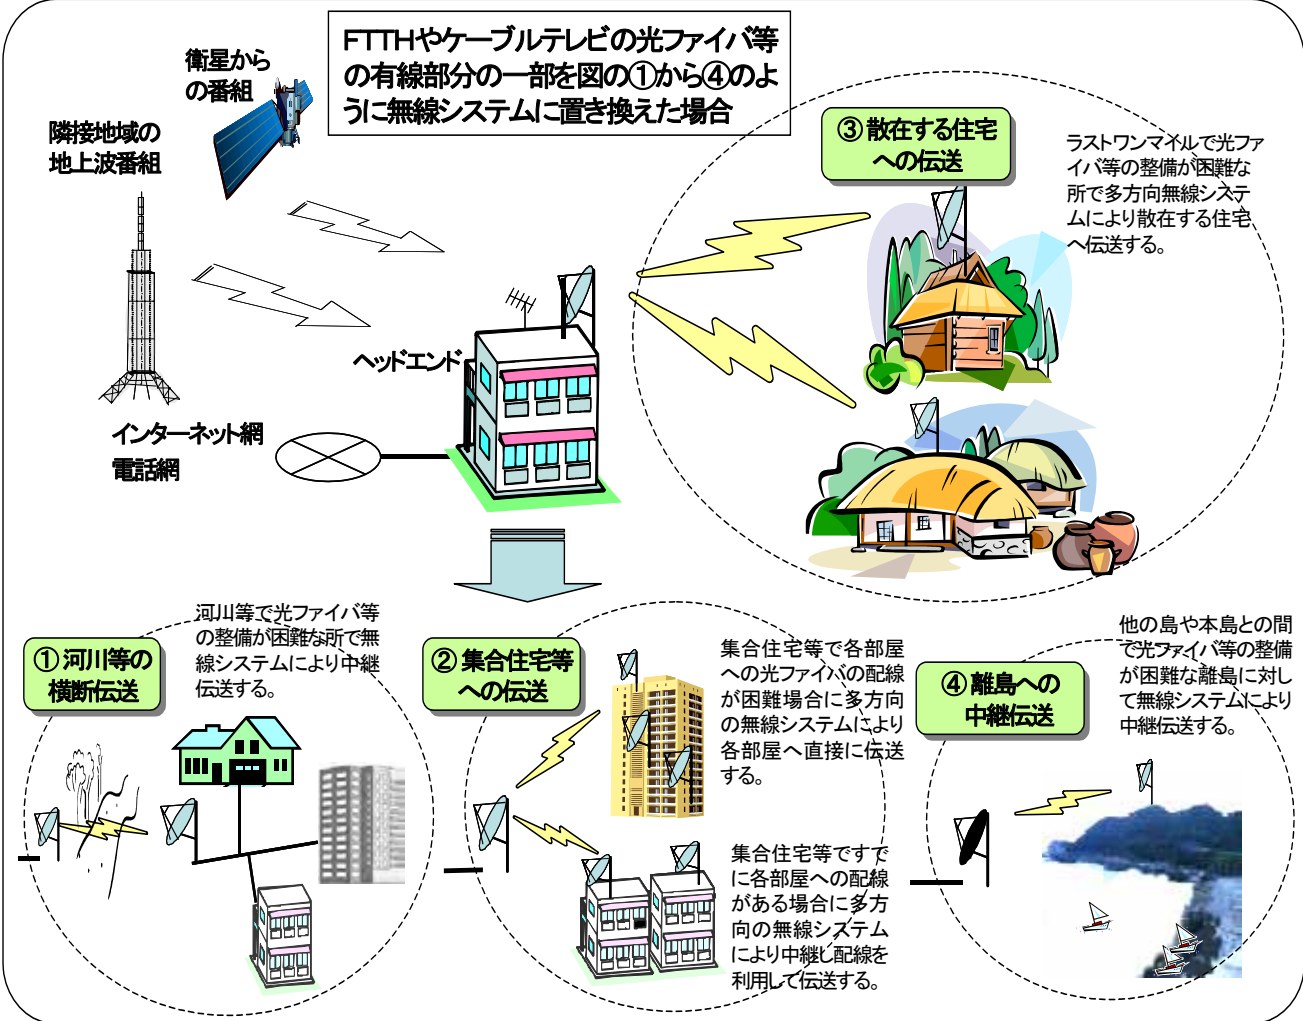 FTTHやケーブルテレビの光ファイバ等
の有線部分の一部を図の①から④のよ
うに無線システムに置き換えた場合
衛星から
の番組
隣接地域の
地上波番組
ヘッドエンド
インターネット網
電話網
③ 散在する住宅
への伝送
ラストワンマイルで光ファ
イバ等の整備が困難な
所で多方向無線システ
ムにより散在する住宅
へ伝送する。
① 河川等の
横断伝送
河川等で光ファイバ等
の整備が困難な所で無
線システムにより中継
伝送する。
② 集合住宅等
への伝送
集合住宅等で各部屋
への光ファイバの配線
が困難場合に多方向
の無線システムにより
各部屋へ直接に伝送
する。
集合住宅等ですで
に各部屋への配線
がある場合に多方
向の無線システム
により中継し配線を
利用して伝送する。
④ 離島への
中継伝送
他の島や本島との間
で光ファイバ等の整備
が困難な離島に対し
て無線システムにより
中継伝送する。